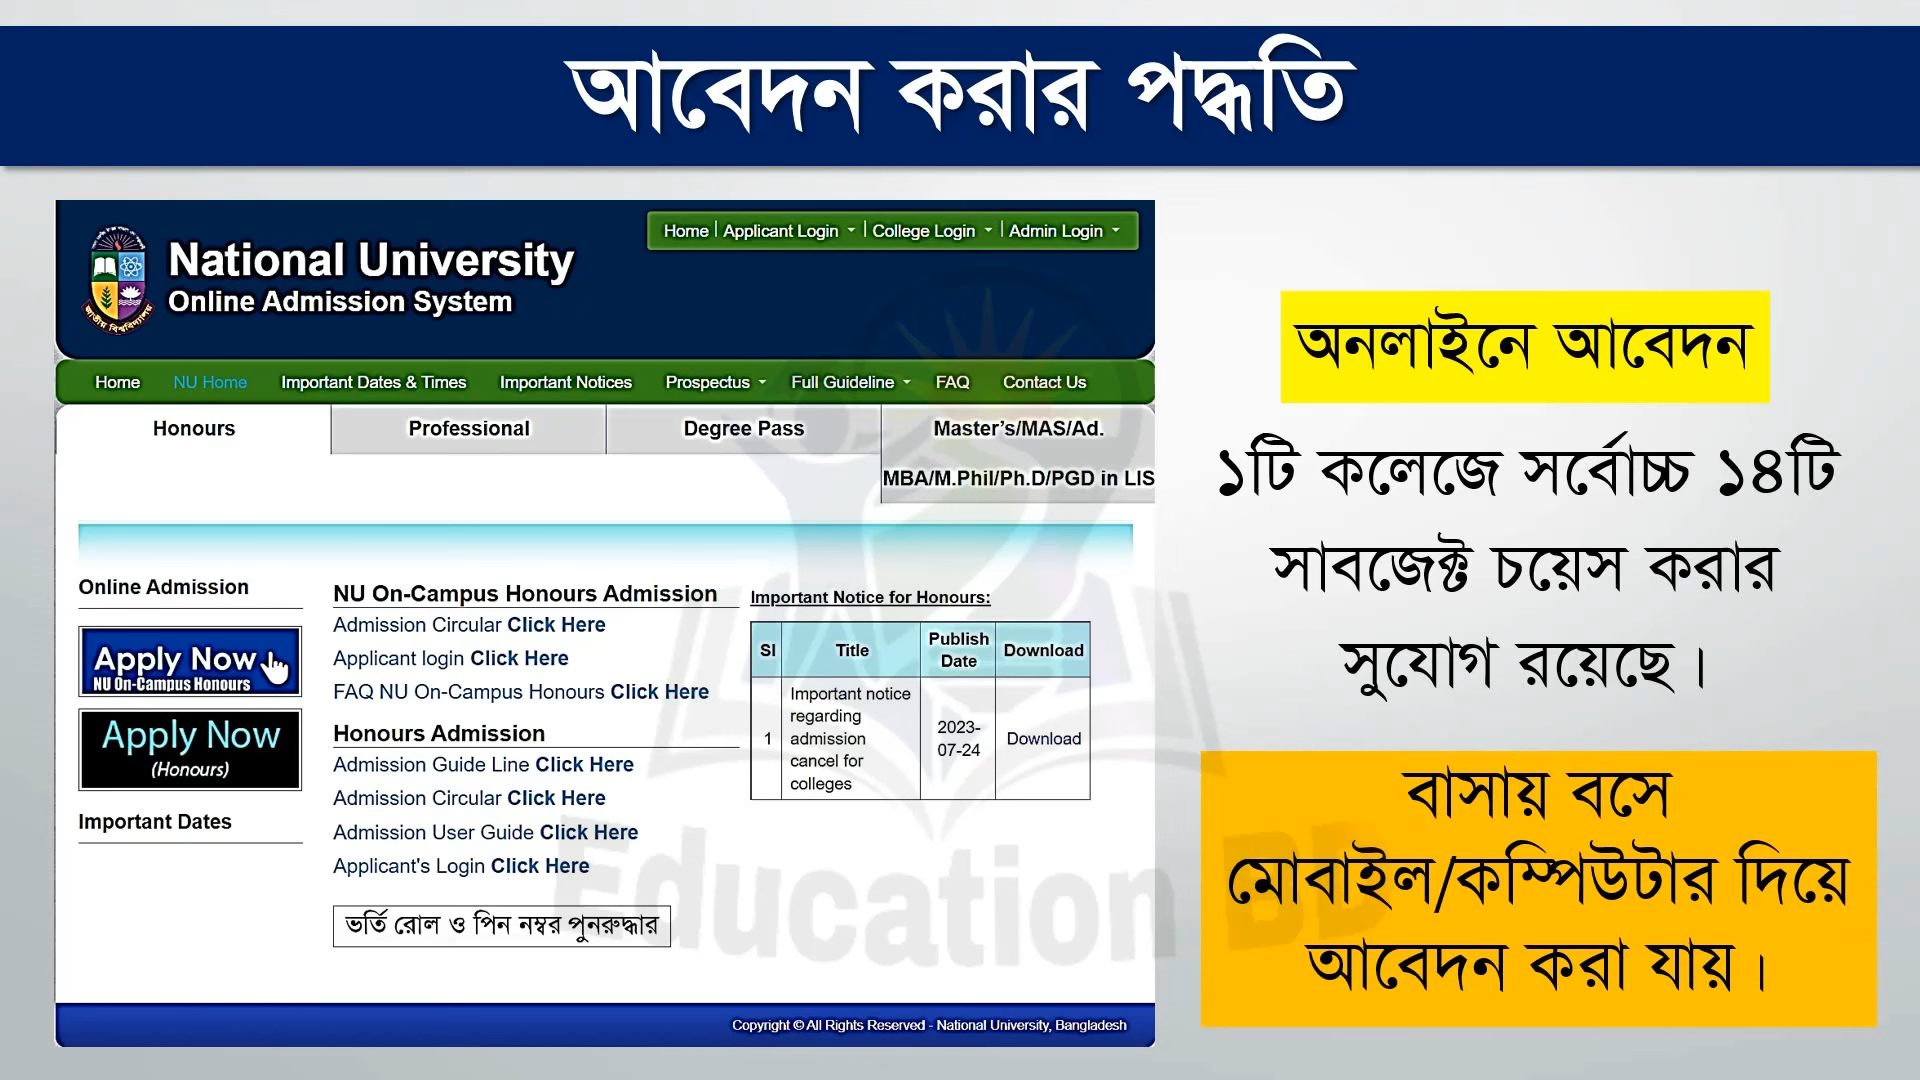 আবেদন করার পদ্ধতি
Home | Applicant Login | College Login | Admin Login
জাতীয় বিশ্ববিদ্যালয়
National University
Online Admission System
Home NU Home Important Dates & Times Important Notices Prospectus Full Guideline FAQ Contact Us
Honours Professional Degree Pass Master's/MAS/Ad.
MBA/M.Phil/Ph.D/PGD in LIS
Online Admission
Apply Now
NU On-Campus Honours
Apply Now
(Honours)
Important Dates
NU On-Campus Honours Admission
Admission Circular Click Here
Applicant login Click Here
FAQ NU On-Campus Honours Click Here
Honours Admission
Admission Guide Line Click Here
Admission Circular Click Here
Admission User Guide Click Here
Applicant's Login Click Here
ভর্তি রোল ও পিন নম্বর পুনরুদ্ধার
Important Notice for Honours:
Sl Title Publish Date Download
1 Important notice regarding admission cancel for colleges 2023-07-24 Download
Copyright © All Rights Reserved - National University, Bangladesh
অনলাইনে আবেদন
১টি কলেজে সর্বোচ্চ ১৪টি
সাবজেক্ট চয়েস করার
সুযোগ রয়েছে।
বাসায় বসে
মোবাইল/কম্পিউটার দিয়ে
আবেদন করা যায়।
Education BD